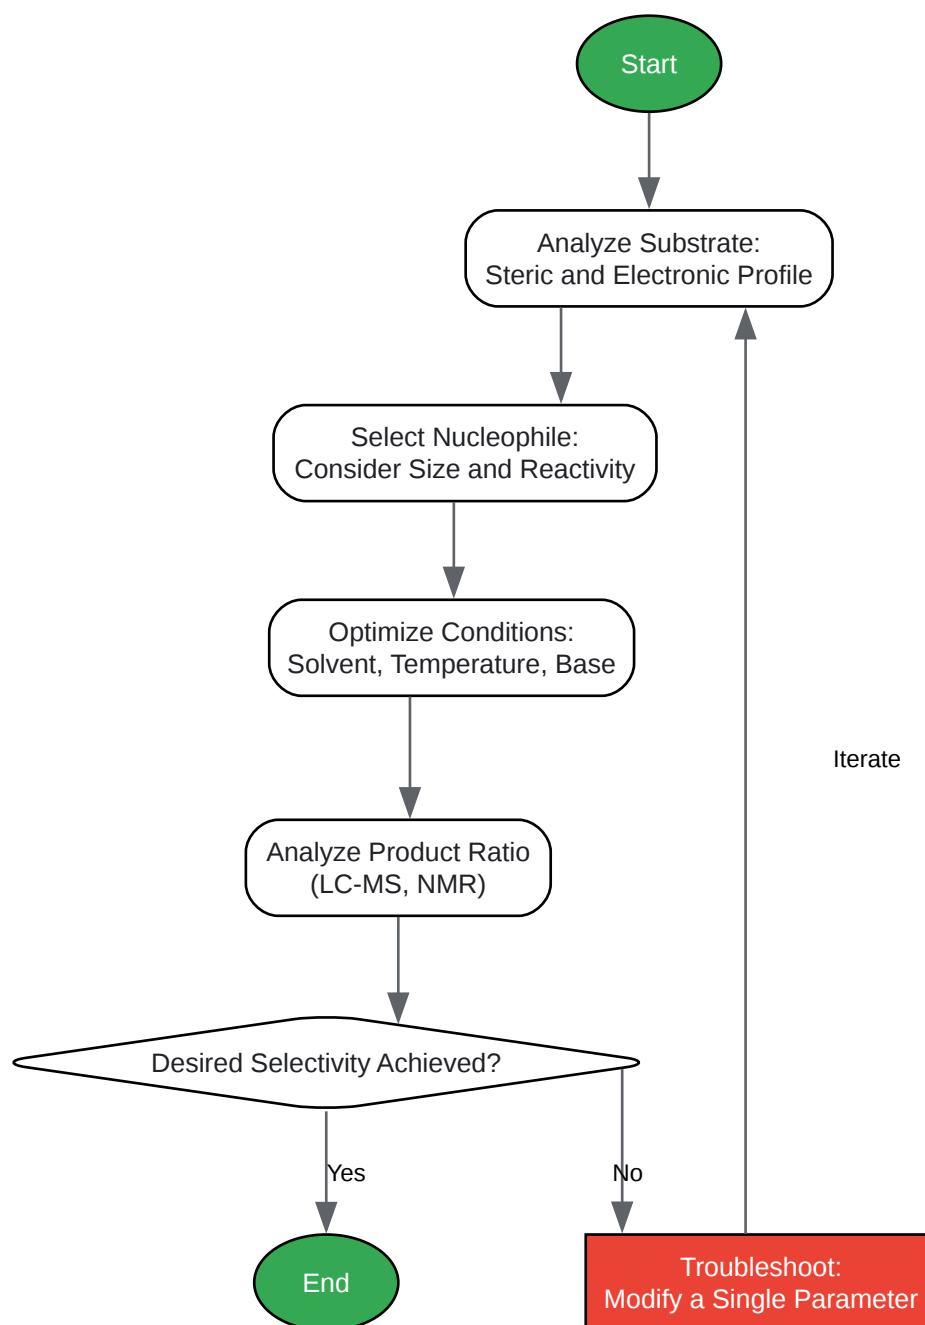 Start
Analyze Substrate:
Steric and Electronic Profile
Select Nucleophile:
Consider Size and Reactivity
Optimize Conditions:
Solvent, Temperature, Base
Iterate
Analyze Product Ratio
(LC-MS, NMR)
Desired Selectivity Achieved?
Yes
No
End
Troubleshoot:
Modify a Single Parameter